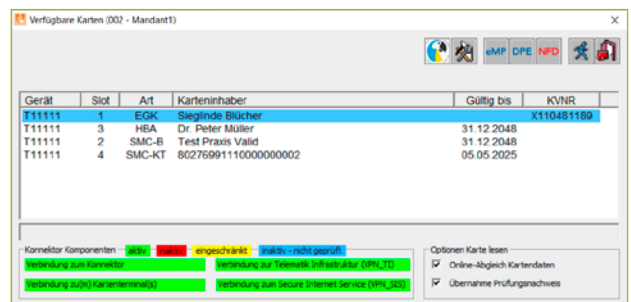 Verfügbare Karten (002 - Mandant1)
eMP DPE NFD
Gerät Slot Art Karteninhaber Gültig bis KVNR
T11111 1 EGK Sieglinde Blücher X110481189
T11111 3 HBA Dr. Peter Müller 31.12.2048
T11111 2 SMC-B Test Praxis Valid 31.12.2048
T11111 4 SMC-KT 80276991110000000002 05.05.2025
Konnektor Komponenten aktiv inaktiv eingeschränkt inaktiv - nicht geprüft
Optionen Karte lesen
Verbindung zum Konnektor Verbindung zur Telematik Infrastruktur (VPN_TI)
Online-Abgleich Kartendaten
Verbindung zu(m) Kartenterminal(s) Verbindung zum Secure Internet Service (VPN_SIS)
Übernahme Prüfungsnachweis